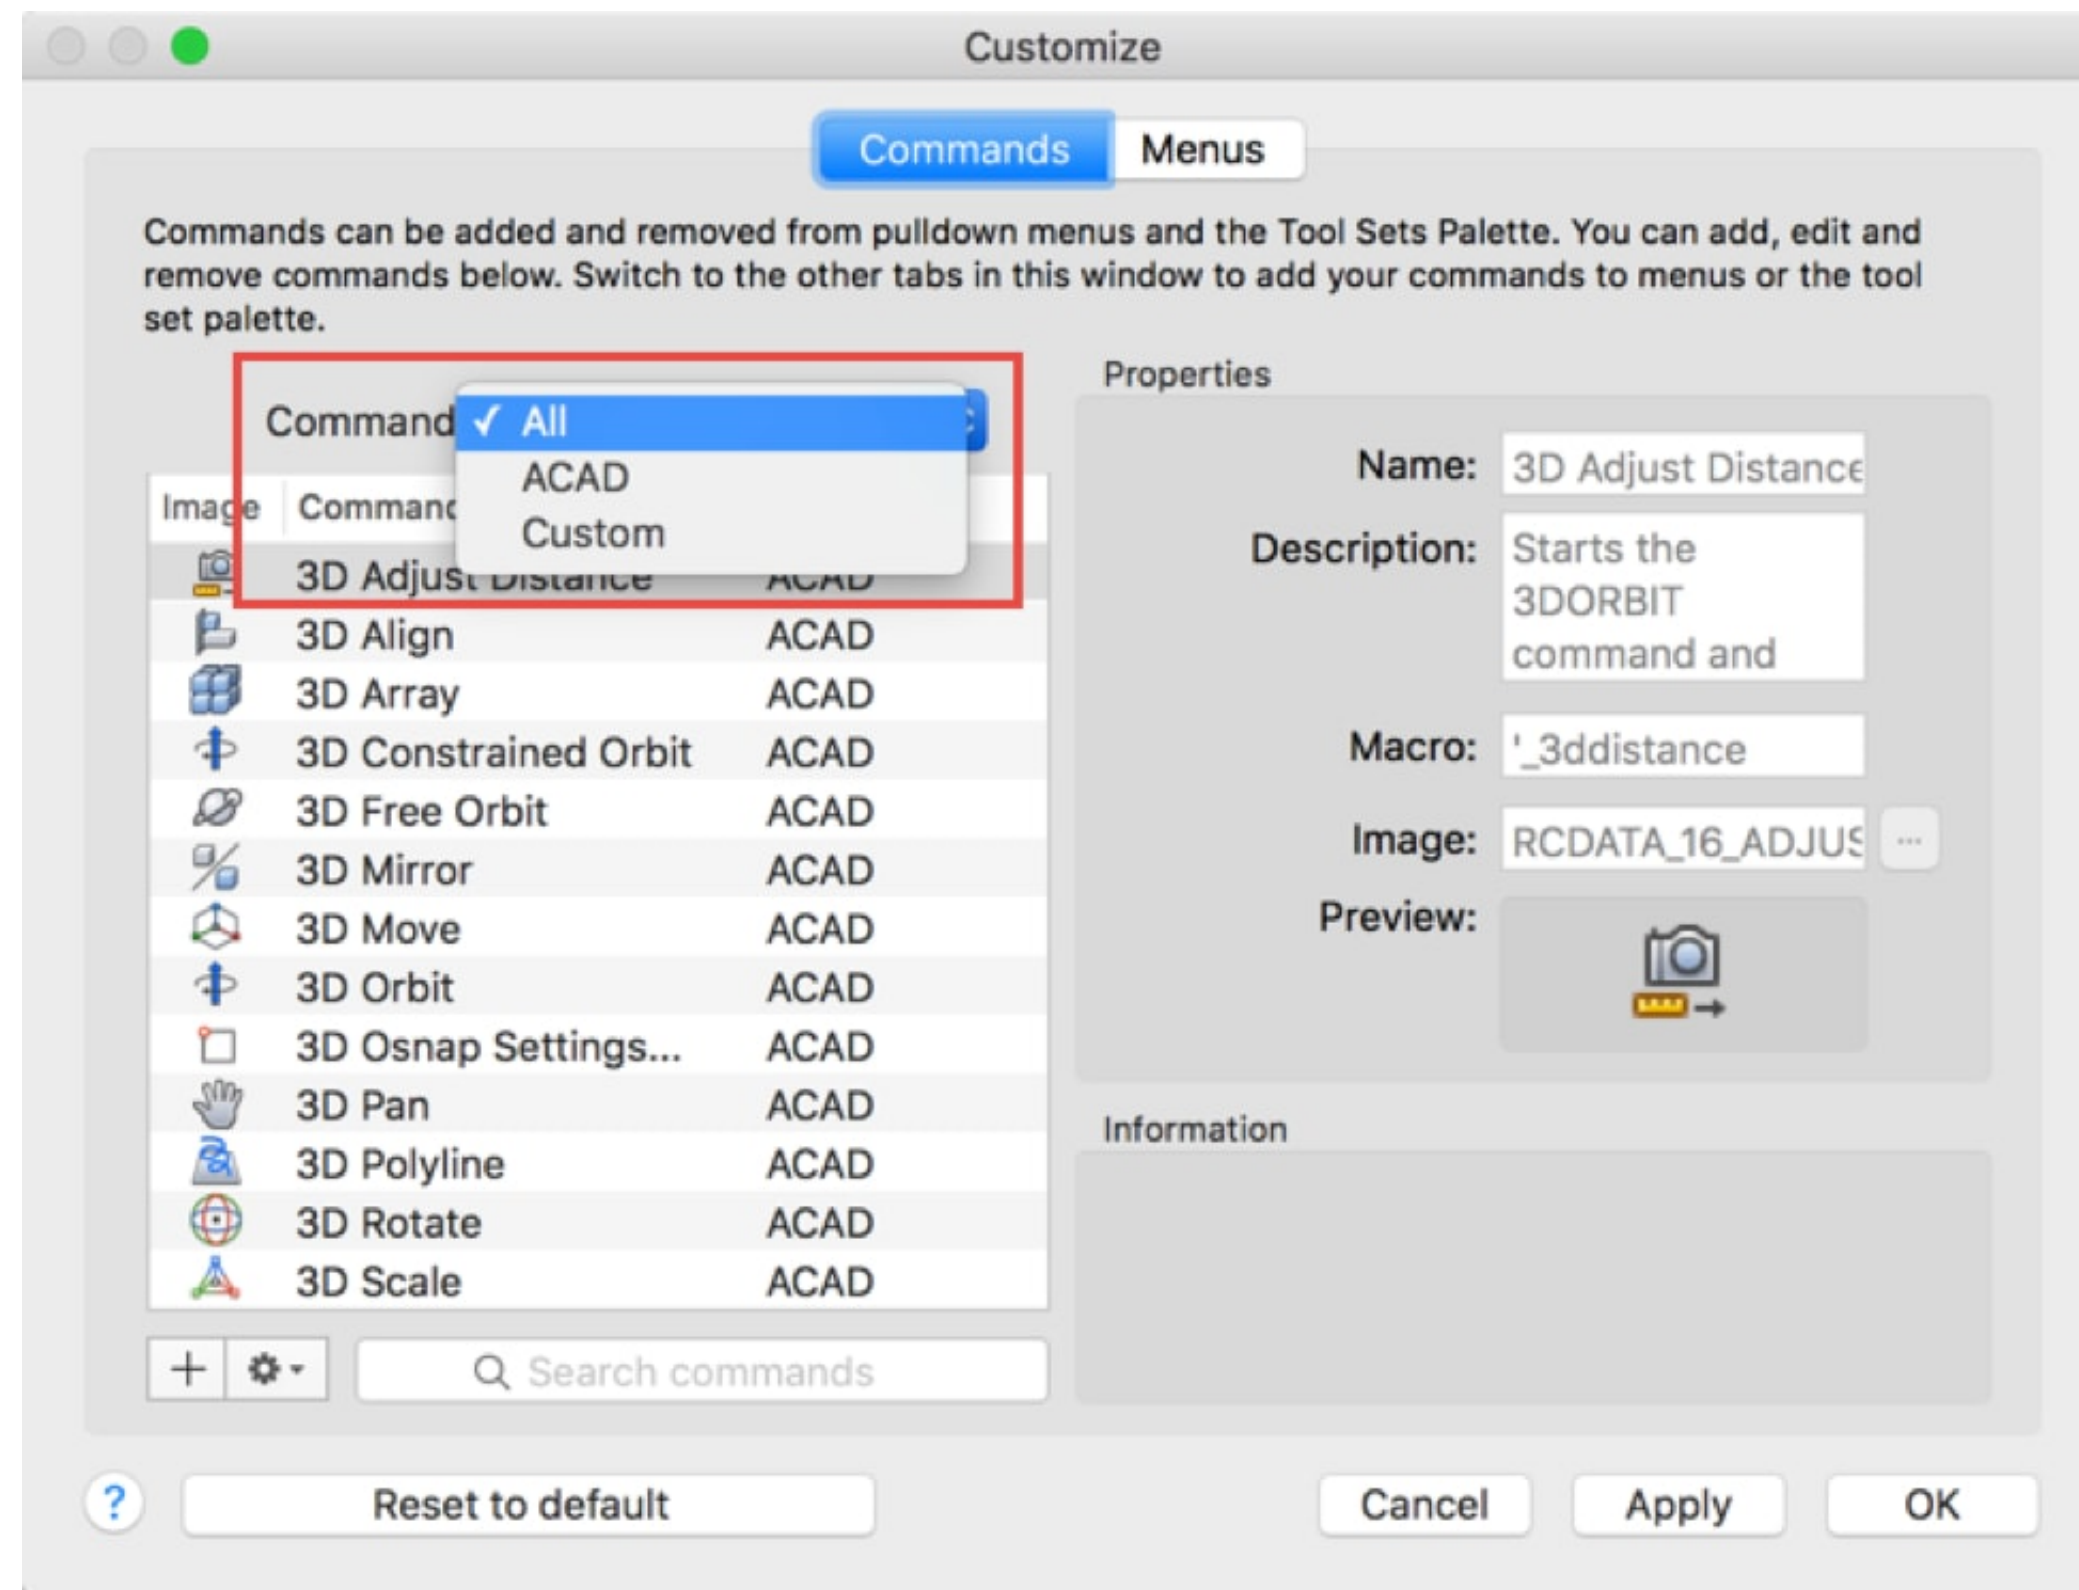 Customize
Commands Menus
Commands can be added and removed from pulldown menus and the Tool Sets Palette. You can add, edit and
remove commands below. Switch to the other tabs in this window to add your commands to menus or the tool
set palette.
Command
✓ All
ACAD
Custom
Image Command
3D Adjust Distance ACAD
3D Align ACAD
3D Array ACAD
3D Constrained Orbit ACAD
3D Free Orbit ACAD
3D Mirror ACAD
3D Move ACAD
3D Orbit ACAD
3D Osnap Settings... ACAD
3D Pan ACAD
3D Polyline ACAD
3D Rotate ACAD
3D Scale ACAD
Search commands
Properties
Name: 3D Adjust Distance
Description: Starts the
3DORBIT
command and
Macro: '_3ddistance
Image: RCDATA_16_ADJUS ...
Preview:
Information
? Reset to default Cancel Apply OK